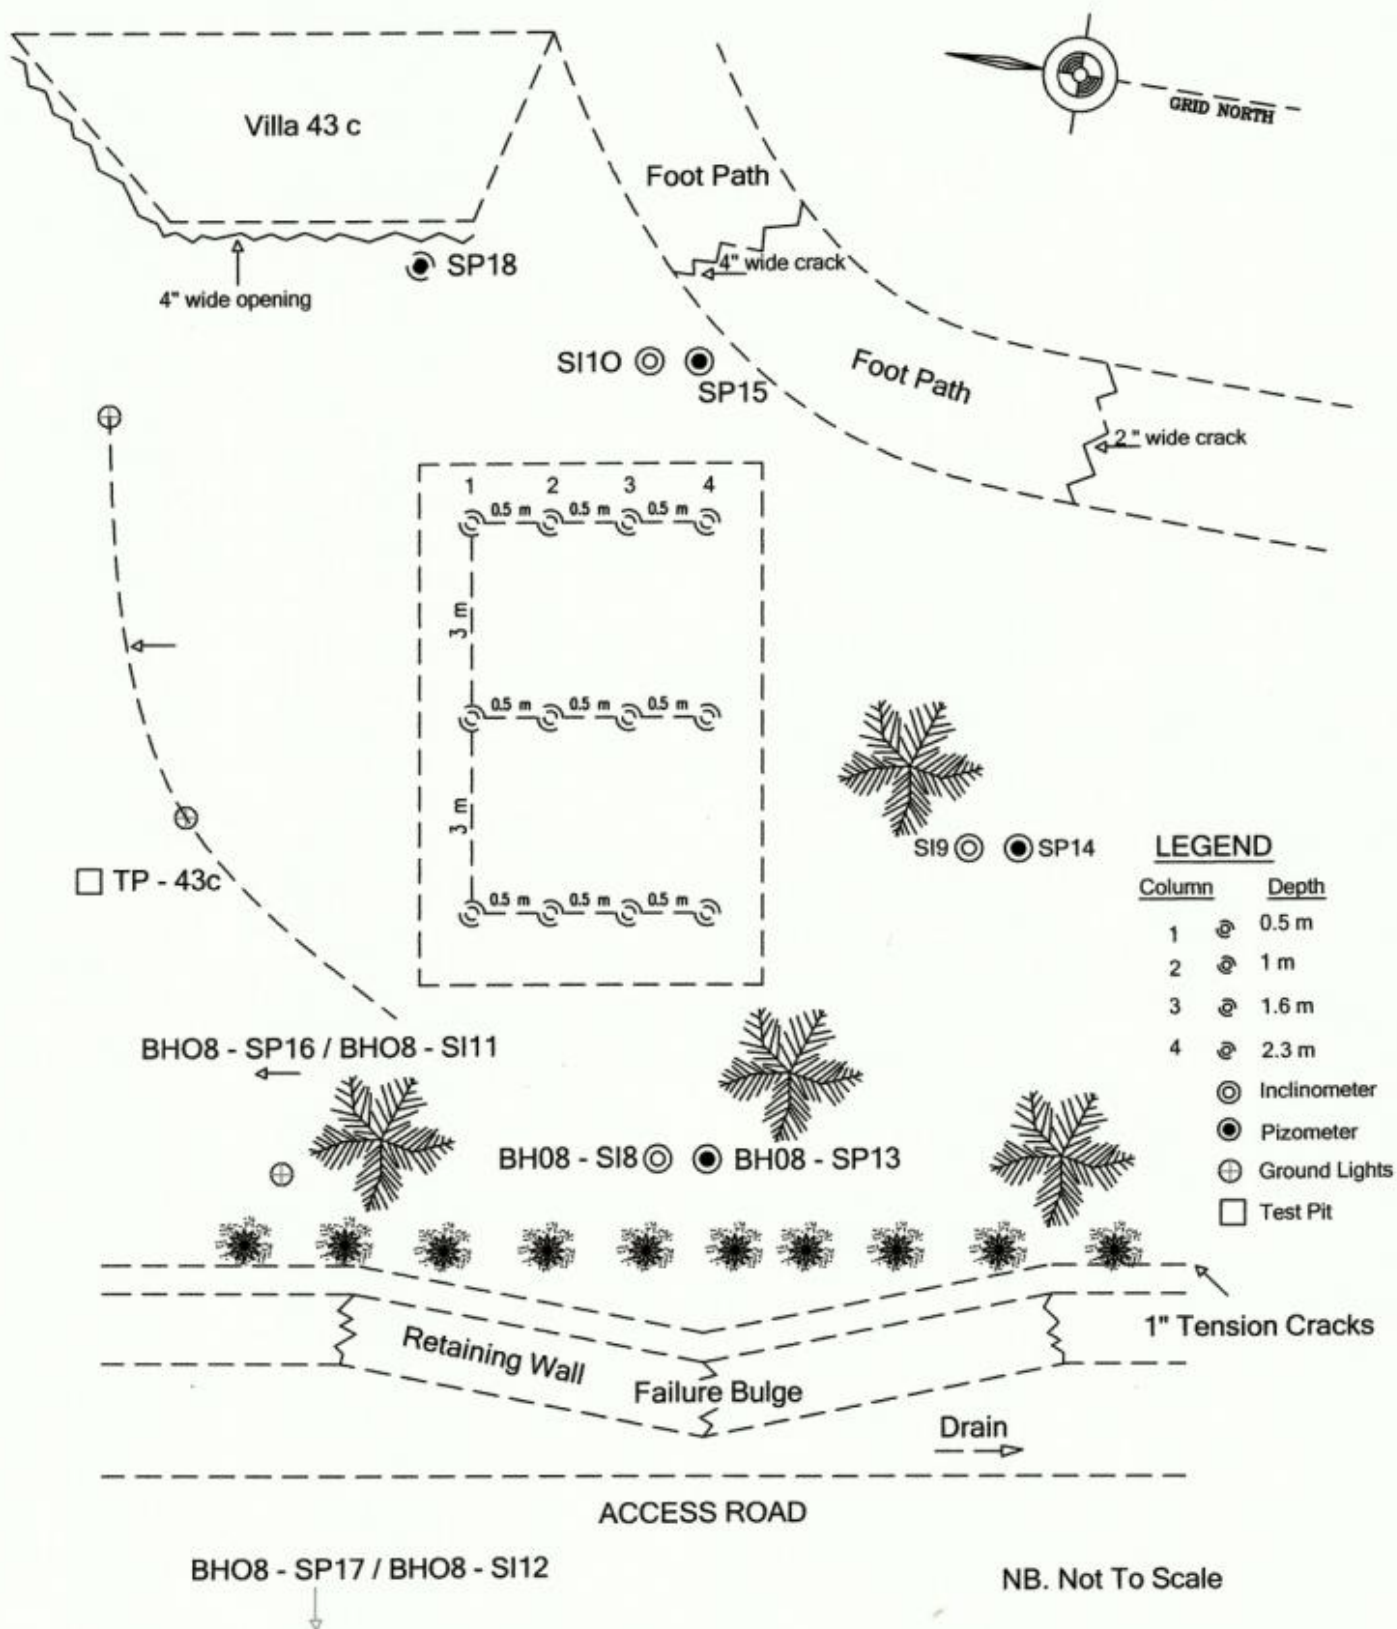 Villa 43 c
GRID NORTH
Foot Path
4" wide crack
SP18
4" wide opening
SI1O
SP15
Foot Path
2 " wide crack
1 2 3 4
0.5 m 0.5 m 0.5 m
3 m
0.5 m 0.5 m 0.5 m
3 m
0.5 m 0.5 m 0.5 m
SI9
SP14
TP - 43c
LEGEND
Column Depth
1 0.5 m
2 1 m
3 1.6 m
4 2.3 m
Inclinometer
Pizometer
Ground Lights
Test Pit
BHO8 - SP16 / BHO8 - SI11
BH08 - SI8
BH08 - SP13
1" Tension Cracks
Retaining Wall
Failure Bulge
Drain
ACCESS ROAD
BHO8 - SP17 / BHO8 - SI12
NB. Not To Scale